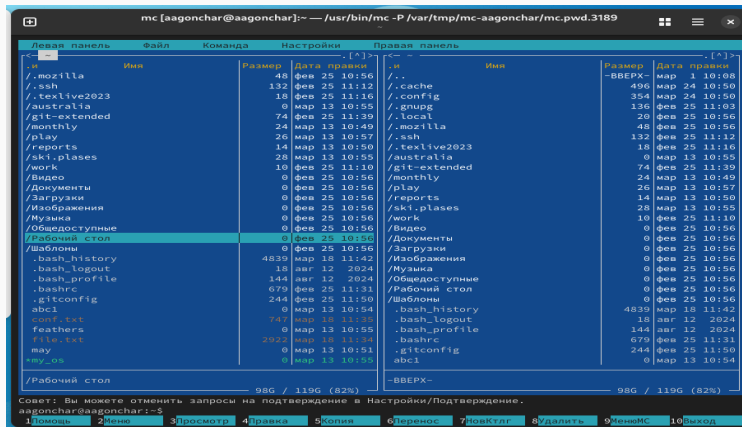 mc [aagonchar@aagonchar]:~ — /usr/bin/mc -P /var/tmp/mc-aagonchar/mc.pwd.3189
Левая панель Файл Команда Настройки Правая панель
<- ~ .[^]> <- ~ .[^]>
.и Имя Размер Дата правки .и Имя Размер Дата правки
/.mozilla 48 фев 25 10:56 /.. -ВВЕРХ- мар 1 10:08
/.ssh 132 фев 25 11:12 /.cache 496 мар 24 10:50
/.texlive2023 18 фев 25 11:16 /.config 354 мар 24 10:50
/australia 0 мар 13 10:55 /.gnupg 136 фев 25 11:03
/git-extended 74 фев 25 11:39 /.local 20 фев 25 10:56
/monthly 24 мар 13 10:49 /.mozilla 48 фев 25 10:56
/play 26 мар 13 10:57 /.ssh 132 фев 25 11:12
/reports 14 мар 13 10:50 /.texlive2023 18 фев 25 11:16
/ski.plases 28 мар 13 10:55 /australia 0 мар 13 10:55
/work 10 фев 25 11:10 /git-extended 74 фев 25 11:39
/Видео 0 фев 25 10:56 /monthly 24 мар 13 10:49
/Документы 0 фев 25 10:56 /play 26 мар 13 10:57
/Загрузки 0 фев 25 10:56 /reports 14 мар 13 10:50
/Изображения 0 фев 25 10:56 /ski.plases 28 мар 13 10:55
/Музыка 0 фев 25 10:56 /work 10 фев 25 11:10
/Общедоступные 0 фев 25 10:56 /Видео 0 фев 25 10:56
/Рабочий стол 0 фев 25 10:56 /Документы 0 фев 25 10:56
/Шаблоны 0 фев 25 10:56 /Загрузки 0 фев 25 10:56
.bash_history 4839 мар 18 11:42 /Изображения 0 фев 25 10:56
.bash_logout 18 авг 12 2024 /Музыка 0 фев 25 10:56
.bash_profile 144 авг 12 2024 /Общедоступные 0 фев 25 10:56
.bashrc 679 фев 25 11:31 /Рабочий стол 0 фев 25 10:56
.gitconfig 244 фев 25 11:50 /Шаблоны 0 фев 25 10:56
abc1 0 мар 13 10:54 .bash_history 4839 мар 18 11:42
conf.txt 747 мар 18 11:35 .bash_logout 18 авг 12 2024
feathers 0 мар 13 10:55 .bash_profile 144 авг 12 2024
file.txt 2922 мар 18 11:34 .bashrc 679 фев 25 11:31
may 0 мар 13 10:51 .gitconfig 244 фев 25 11:50
*my_os 0 мар 13 10:55 abc1 0 мар 13 10:54
/Рабочий стол -ВВЕРХ-
98G / 119G (82%) 98G / 119G (82%)
Совет: Вы можете отменить запросы на подтверждение в Настройки/Подтверждение.
aagonchar@aagonchar:~$
1Помощь 2Меню 3Просмотр 4Правка 5Копия 6Перенос 7НовКтлг 8Удалить 9МенюMC 10Выход